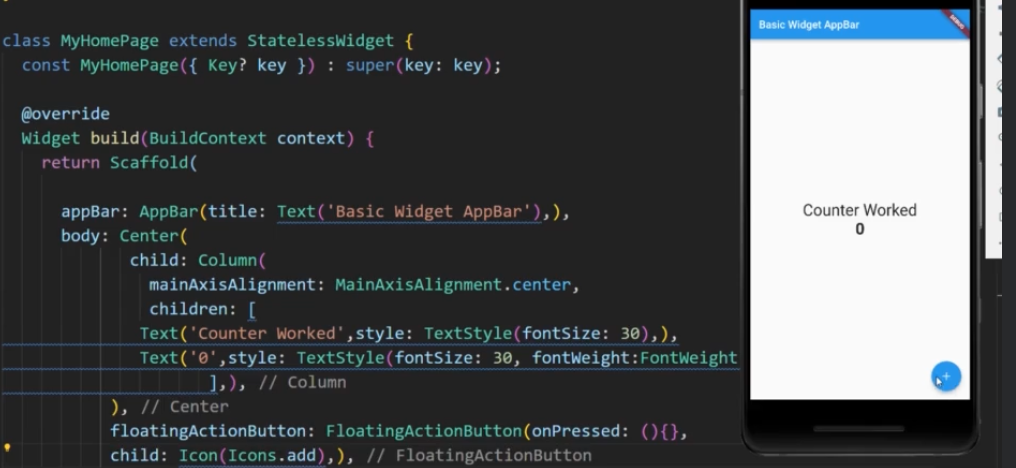 class MyHomePage extends StatelessWidget {
const MyHomePage({ Key? key }) : super(key: key);
@override
Widget build(BuildContext context) {
return Scaffold(
appBar: AppBar(title: Text('Basic Widget AppBar'),),
body: Center(
child: Column(
mainAxisAlignment: MainAxisAlignment.center,
children: [
Text('Counter Worked',style: TextStyle(fontSize: 30),),
Text('0',style: TextStyle(fontSize: 30, fontWeight:FontWeight
],), // Column
), // Center
floatingActionButton: FloatingActionButton(onPressed: (){},
child: Icon(Icons.add),), // FloatingActionButton
Basic Widget AppBar
DEBUG
Counter Worked
0